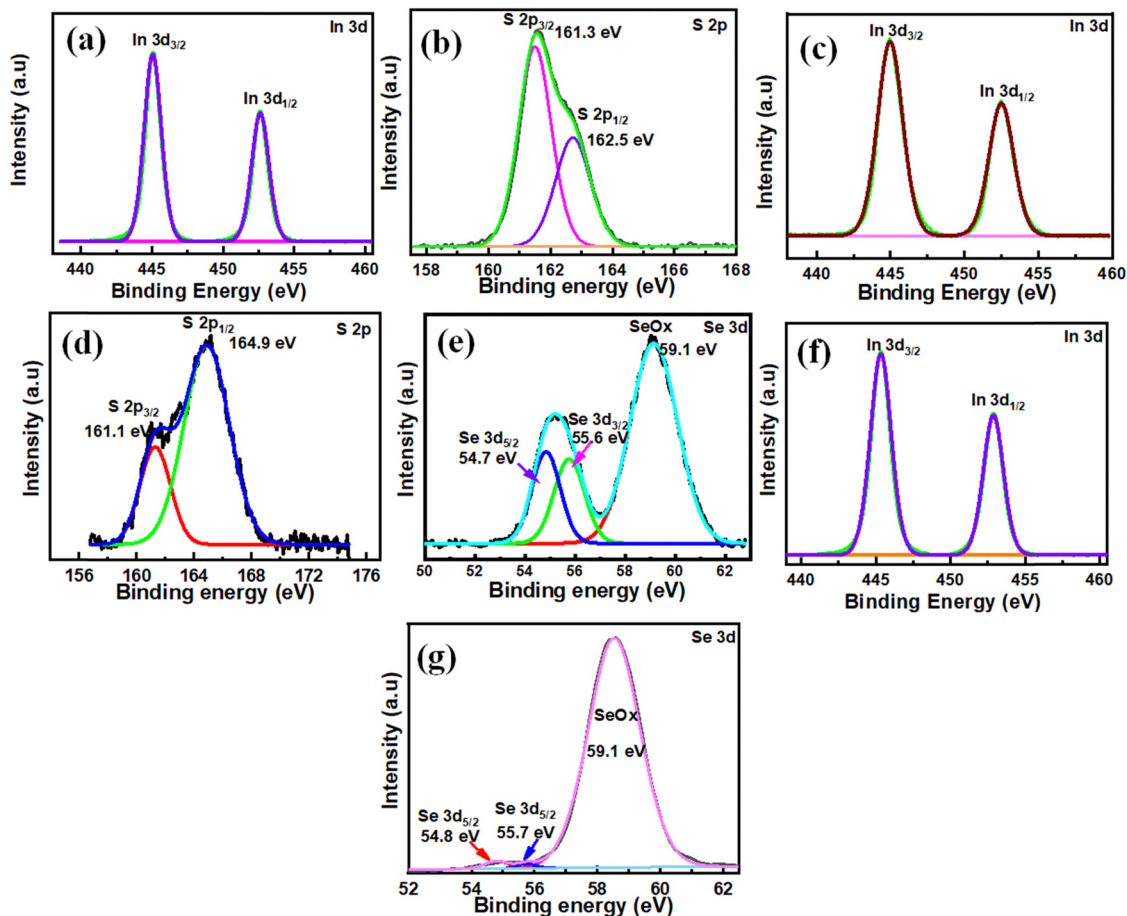 (a)
In 3d
In 3d3/2
In 3d1/2
Intensity (a.u)
440 445 450 455 460
Binding Energy (eV)
(b)
S 2p3/2 161.3 eV
S 2p
S 2p1/2
162.5 eV
Intensity (a.u)
158 160 162 164 166 168
Binding Energy (eV)
(c)
In 3d
In 3d3/2
In 3d1/2
Intensity (a.u)
440 445 450 455 460
Binding Energy (eV)
(d)
S 2p1/2
164.9 eV
S 2p
S 2p3/2
161.1 eV
Intensity (a.u)
156 160 164 168 172 176
Binding energy (eV)
(e)
SeOx
Se 3d
59.1 eV
Se 3d3/2
55.6 eV
Se 3d5/2
54.7 eV
Intensity (a.u)
50 52 54 56 58 60 62
Binding energy (eV)
(f)
In 3d
In 3d3/2
In 3d1/2
Intensity (a.u)
440 445 450 455 460
Binding Energy (eV)
(g)
Se 3d
SeOx
59.1 eV
Se 3d5/2
54.8 eV
Se 3d5/2
55.7 eV
Intensity (a.u)
52 54 56 58 60 62
Binding energy (eV)